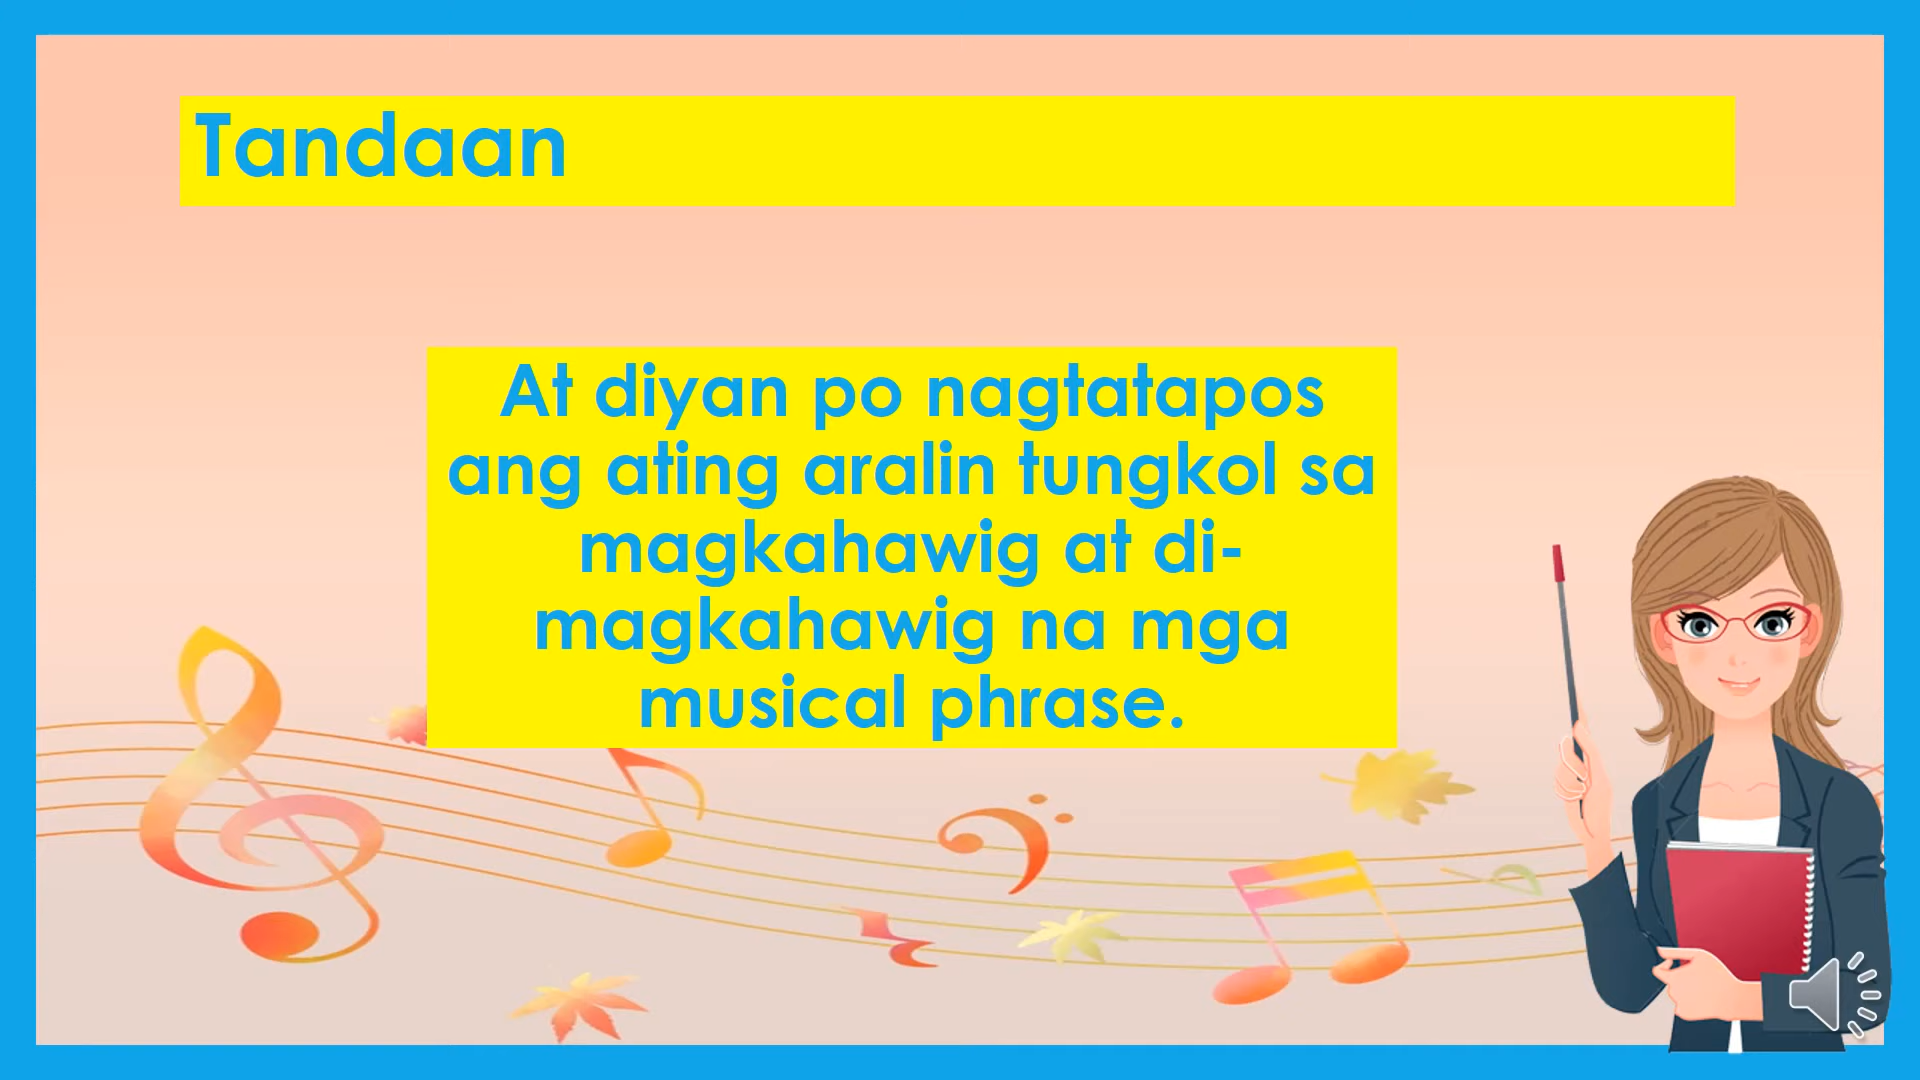 Tandaan
At diyan po nagtatapos
ang ating aralin tungkol sa
magkahawig at di-
magkahawig na mga
musical phrase.